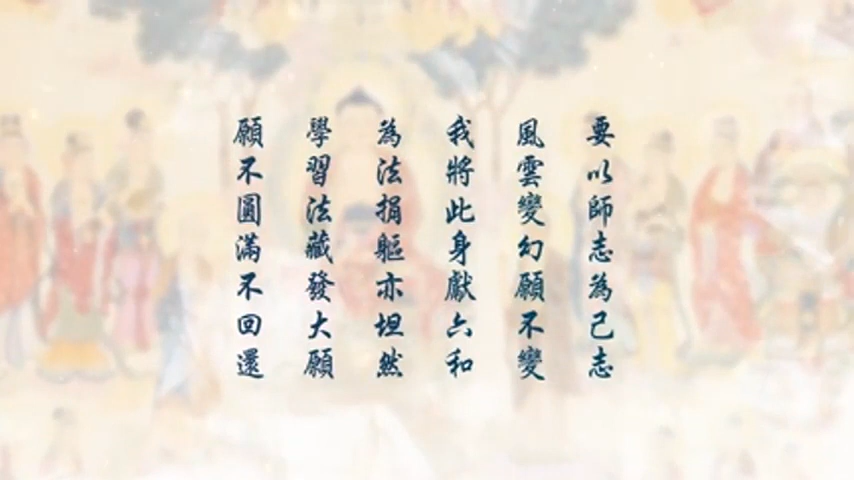 要以師志為己志
風雲變幻願不變
我將此身獻六和
為法捐軀亦坦然
學習法藏發大願
願不圓滿不回還